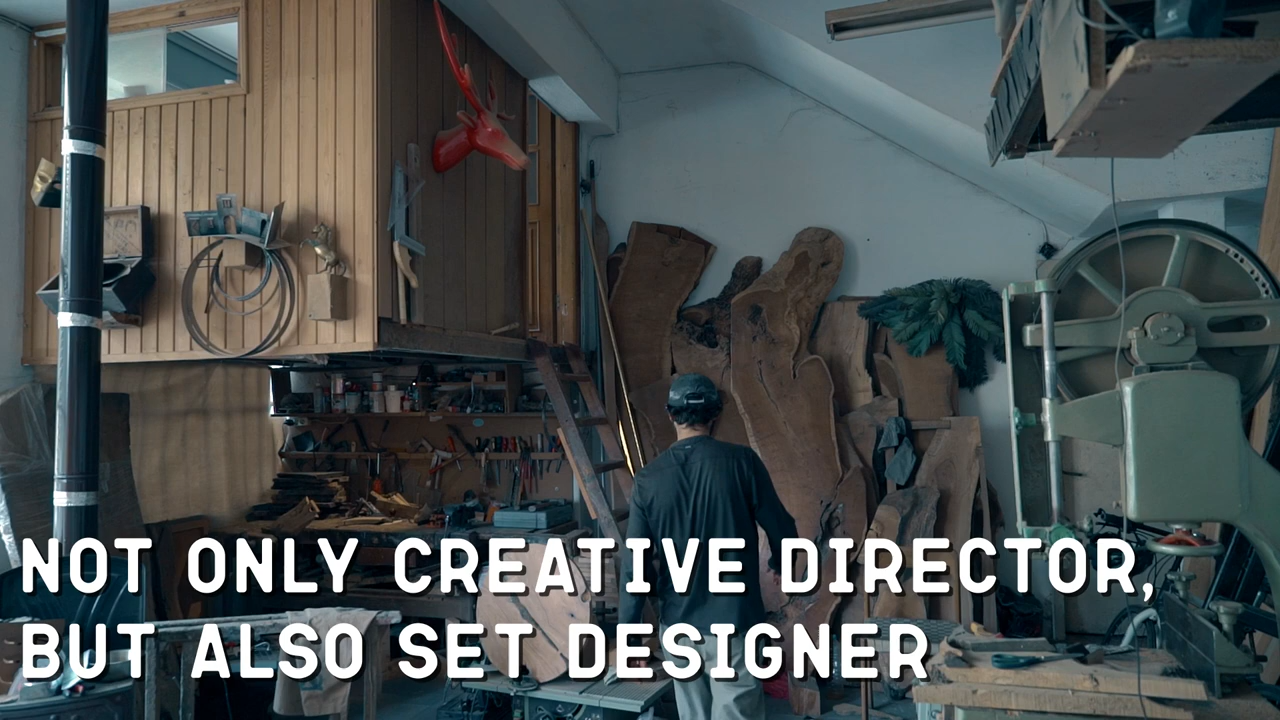 NOT ONLY CREATIVE DIRECTOR,
BUT ALSO SET DESIGNER